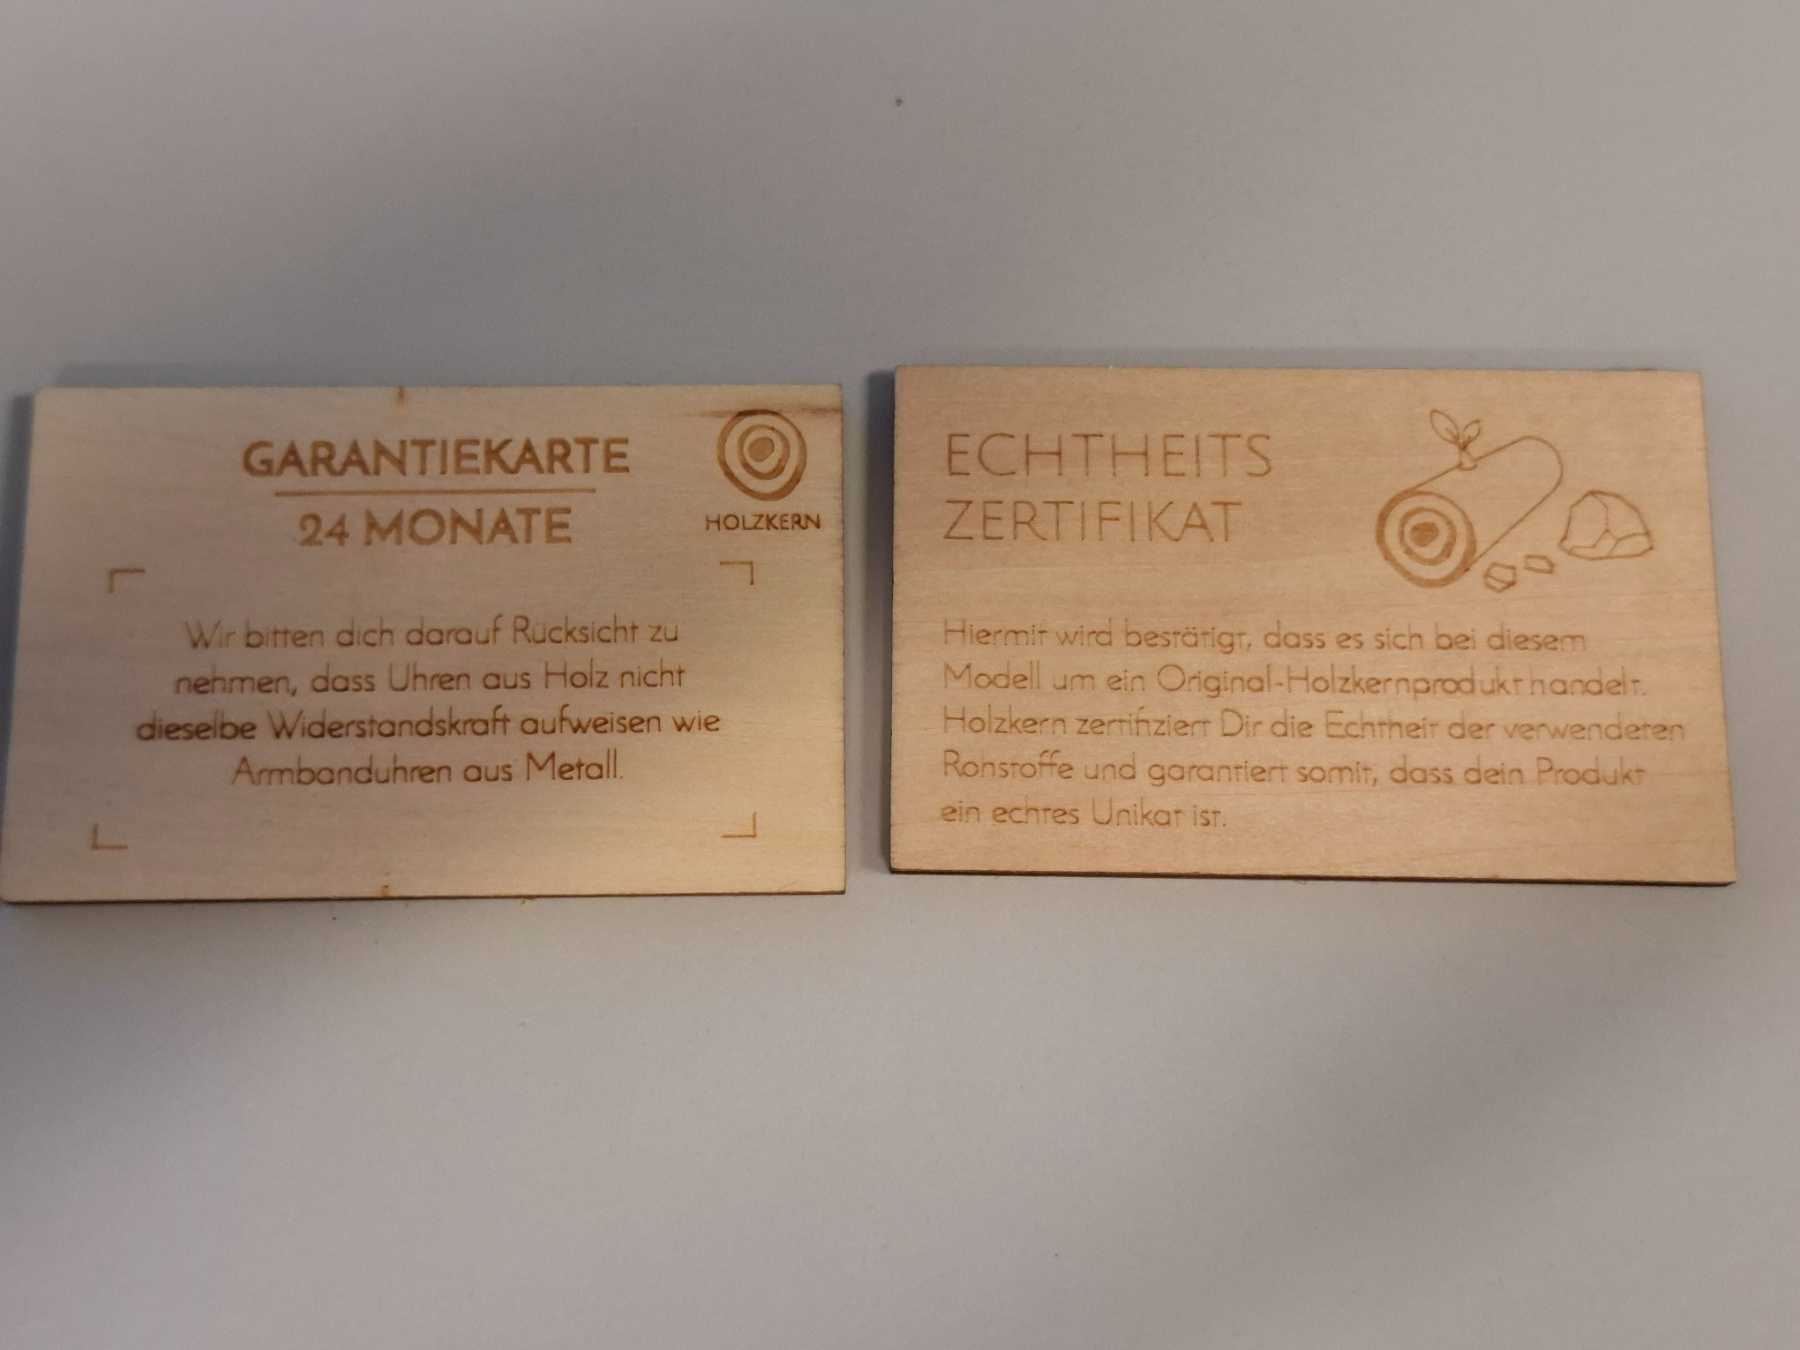 GARANTIEKARTE
24 MONATE
HOLZKERN
Wir bitten dich darauf Rücksicht zu
nehmen, dass Uhren aus Holz nicht
dieselbe Widerstandskraft aufweisen wie
Armbanduhren aus Metall.
ECHTHEITS
ZERTIFIKAT
Hiermit wird bestätigt, dass es sich bei diesem
Modell um ein Original-Holzkernprodukt handelt.
Holzkern zertifiziert Dir die Echtheit der verwendeten
Rohstoffe und garantiert somit, dass dein Produkt
ein echtes Unikat ist.